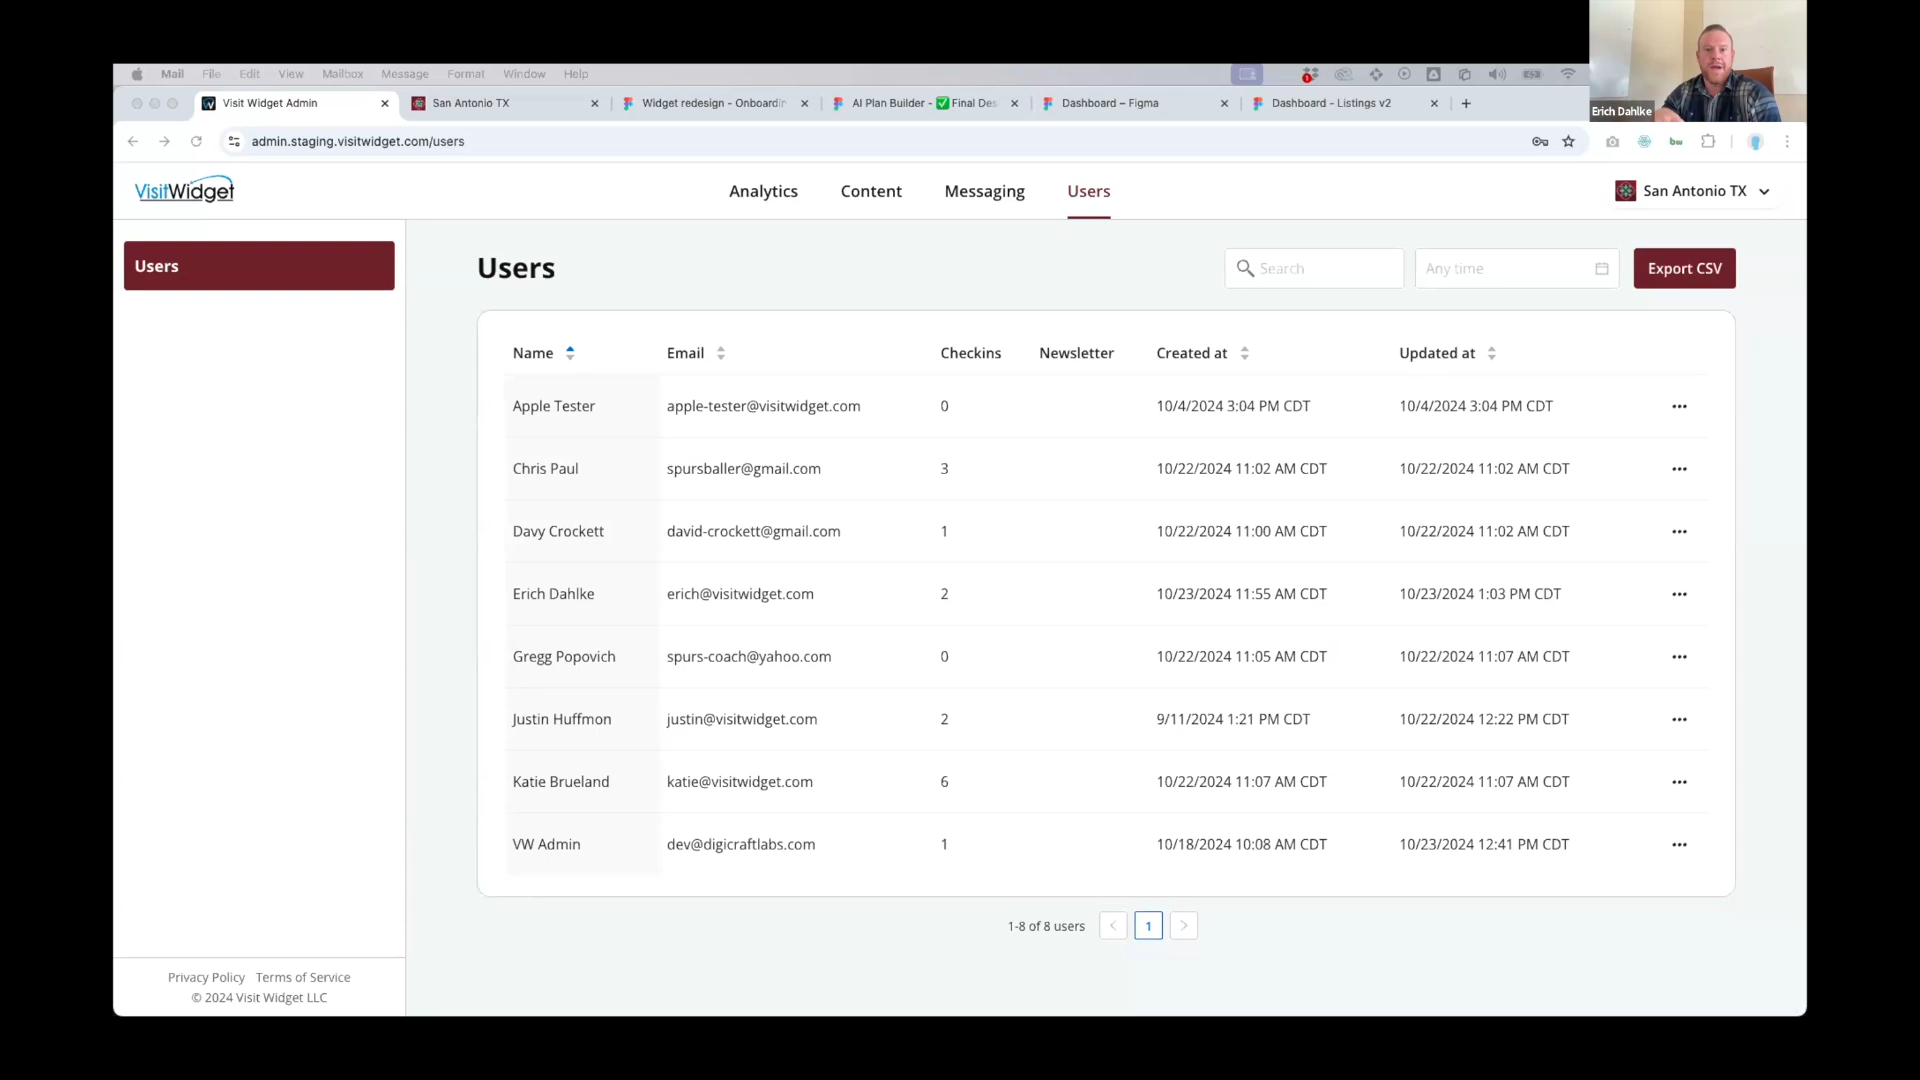 Mail File Edit View Mailbox Message Format Window Help
1
Visit Widget Admin
San Antonio TX
Widget redesign - Onboardin
AI Plan Builder - ✅ Final Des
Dashboard – Figma
Dashboard - Listings v2
Erich Dahlke
admin.staging.visitwidget.com/users
bw
VisitWidget
Analytics Content Messaging Users
San Antonio TX
Users
Users
Search
Any time
Export CSV
Name Email Checkins Newsletter Created at Updated at
Apple Tester apple-tester@visitwidget.com 0 10/4/2024 3:04 PM CDT 10/4/2024 3:04 PM CDT
Chris Paul spursballer@gmail.com 3 10/22/2024 11:02 AM CDT 10/22/2024 11:02 AM CDT
Davy Crockett david-crockett@gmail.com 1 10/22/2024 11:00 AM CDT 10/22/2024 11:02 AM CDT
Erich Dahlke erich@visitwidget.com 2 10/23/2024 11:55 AM CDT 10/23/2024 1:03 PM CDT
Gregg Popovich spurs-coach@yahoo.com 0 10/22/2024 11:05 AM CDT 10/22/2024 11:07 AM CDT
Justin Huffmon justin@visitwidget.com 2 9/11/2024 1:21 PM CDT 10/22/2024 12:22 PM CDT
Katie Brueland katie@visitwidget.com 6 10/22/2024 11:07 AM CDT 10/22/2024 11:07 AM CDT
VW Admin dev@digicraftlabs.com 1 10/18/2024 10:08 AM CDT 10/23/2024 12:41 PM CDT
1-8 of 8 users
1
Privacy Policy Terms of Service
© 2024 Visit Widget LLC